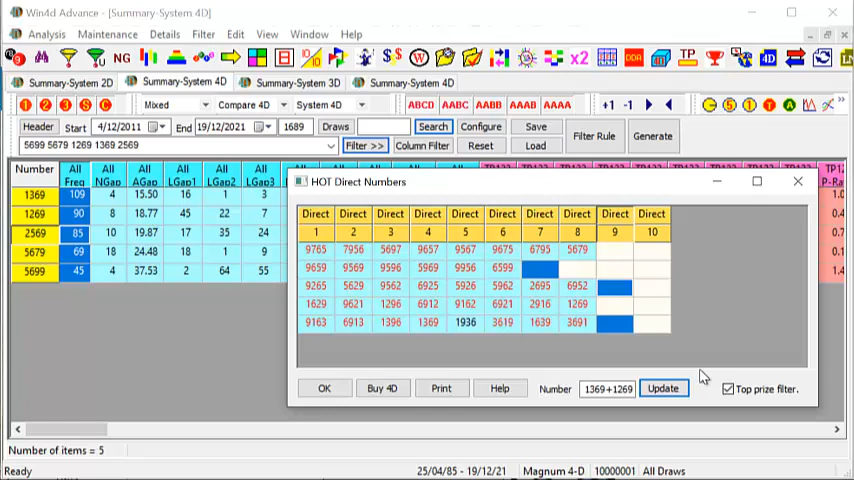 Win4d Advance - [Summary-System 4D]
Analysis Maintenance Details Filter Edit View Window Help
NG 10/10 $$ W x2 DDR TP 4D
Summary-System 2D Summary-System 4D Summary-System 3D Summary-System 4D
1 2 3 S C Mixed Compare 4D System 4D ABCD AABC AABB AAAB AAAA +1 -1
Header Start 4/12/2011 End 19/12/2021 1689 Draws Search Configure Save Filter Rule Generate
5699 5679 1269 1369 2569 Filter >> Column Filter Reset Load
Number All Freq All NGap All AGap All LGap1 All LGap2 All LGap3
1369 109 4 15.50 16 1 3
1269 90 8 18.77 45 22 7
2569 85 10 19.87 17 35 24
5679 69 18 24.48 18 1 9
5699 45 4 37.53 2 64 55
HOT Direct Numbers
Direct Direct Direct Direct Direct Direct Direct Direct Direct Direct
1 2 3 4 5 6 7 8 9 10
9765 7956 5697 9657 9567 9675 6795 5679
9659 9569 9596 5969 9956 6599
9265 5629 9562 6925 5926 5962 2695 6952
1629 9621 1296 6912 9162 6921 2916 1269
9163 6913 1396 1369 1936 3619 1639 3691
OK Buy 4D Print Help Number 1369+1269 Update Top prize filter.
Number of items = 5
Ready 25/04/85 - 19/12/21 Magnum 4-D 10000001 All Draws